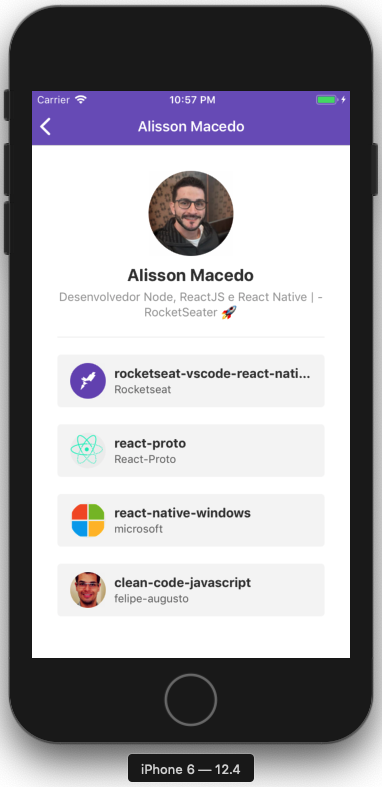 Carrier 10:57 PM
Alisson Macedo
Alisson Macedo
Desenvolvedor Node, ReactJS e React Native | -
RocketSeater 🚀
rocketseat-vscode-react-nati...
Rocketseat
react-proto
React-Proto
react-native-windows
microsoft
clean-code-javascript
felipe-augusto
iPhone 6 — 12.4